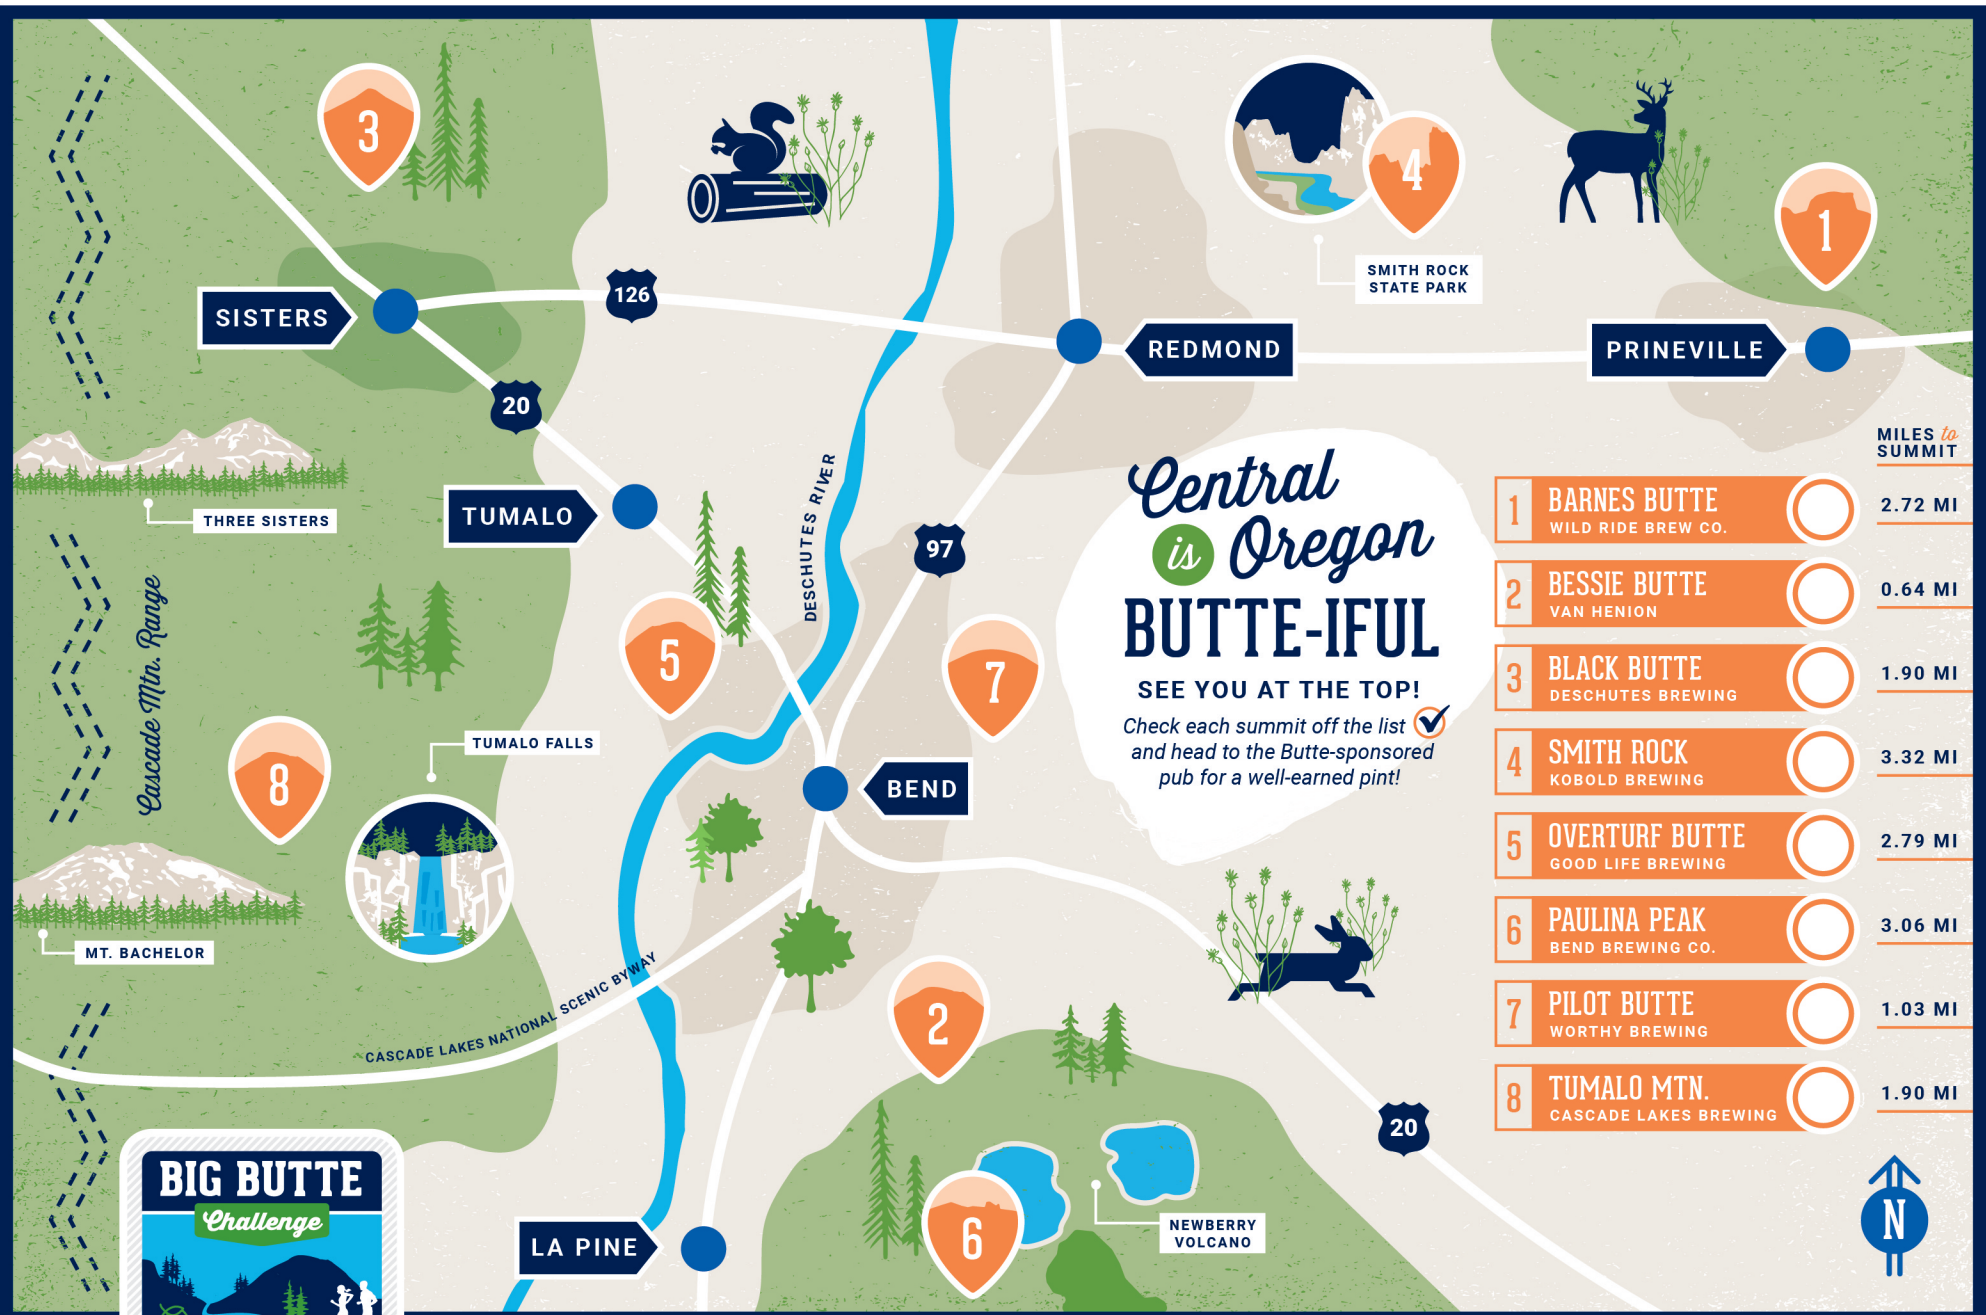 3
4
1
SMITH ROCK
STATE PARK
126
SISTERS
REDMOND
PRINEVILLE
20
THREE SISTERS
TUMALO
DESCHUTES RIVER
97
Cascade Mtn. Range
5
7
8
TUMALO FALLS
BEND
MT. BACHELOR
CASCADE LAKES NATIONAL SCENIC BYWAY
2
20
6
NEWBERRY
VOLCANO
LA PINE
BIG BUTTE
Challenge
Central
is Oregon
BUTTE-IFUL
SEE YOU AT THE TOP!
Check each summit off the list
and head to the Butte-sponsored
pub for a well-earned pint!
MILES to
SUMMIT
1 BARNES BUTTE 2.72 MI
WILD RIDE BREW CO.
2 BESSIE BUTTE 0.64 MI
VAN HENION
3 BLACK BUTTE 1.90 MI
DESCHUTES BREWING
4 SMITH ROCK 3.32 MI
KOBOLD BREWING
5 OVERTURF BUTTE 2.79 MI
GOOD LIFE BREWING
6 PAULINA PEAK 3.06 MI
BEND BREWING CO.
7 PILOT BUTTE 1.03 MI
WORTHY BREWING
8 TUMALO MTN. 1.90 MI
CASCADE LAKES BREWING
N